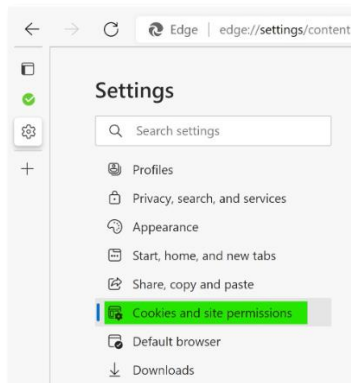 Edge | edge://settings/content
Settings
Search settings
Profiles
Privacy, search, and services
Appearance
Start, home, and new tabs
Share, copy and paste
Cookies and site permissions
Default browser
Downloads